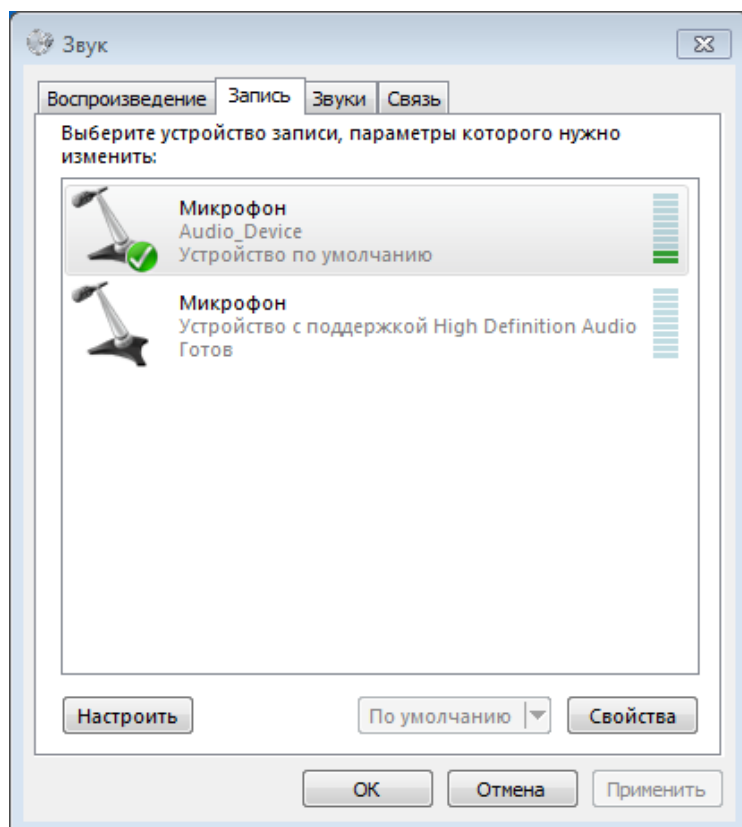 Звук
Воспроизведение Запись Звуки Связь
Выберите устройство записи, параметры которого нужно
изменить:
Микрофон
Audio_Device
Устройство по умолчанию
Микрофон
Устройство с поддержкой High Definition Audio
Готов
Настроить По умолчанию Свойства
ОК Отмена Применить